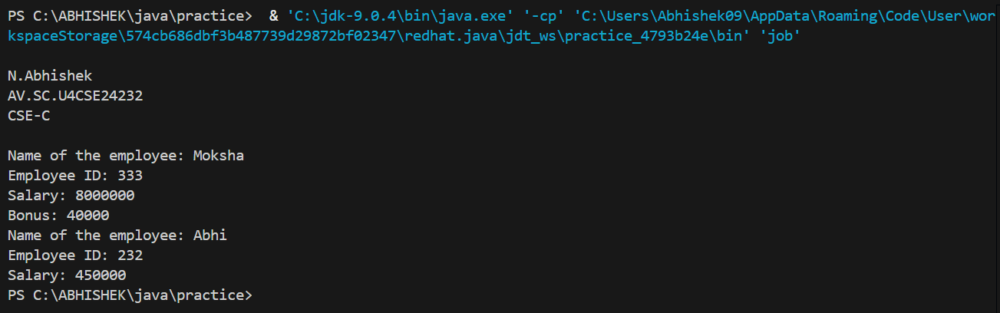 PS C:\ABHISHEK\java\practice>  & 'C:\jdk-9.0.4\bin\java.exe' '-cp' 'C:\Users\Abhishek09\AppData\Roaming\Code\User\wor
kspaceStorage\574cb686dbf3b487739d29872bf02347\redhat.java\jdt_ws\practice_4793b24e\bin' 'job'
N.Abhishek
AV.SC.U4CSE24232
CSE-C
Name of the employee: Moksha
Employee ID: 333
Salary: 8000000
Bonus: 40000
Name of the employee: Abhi
Employee ID: 232
Salary: 450000
PS C:\ABHISHEK\java\practice>